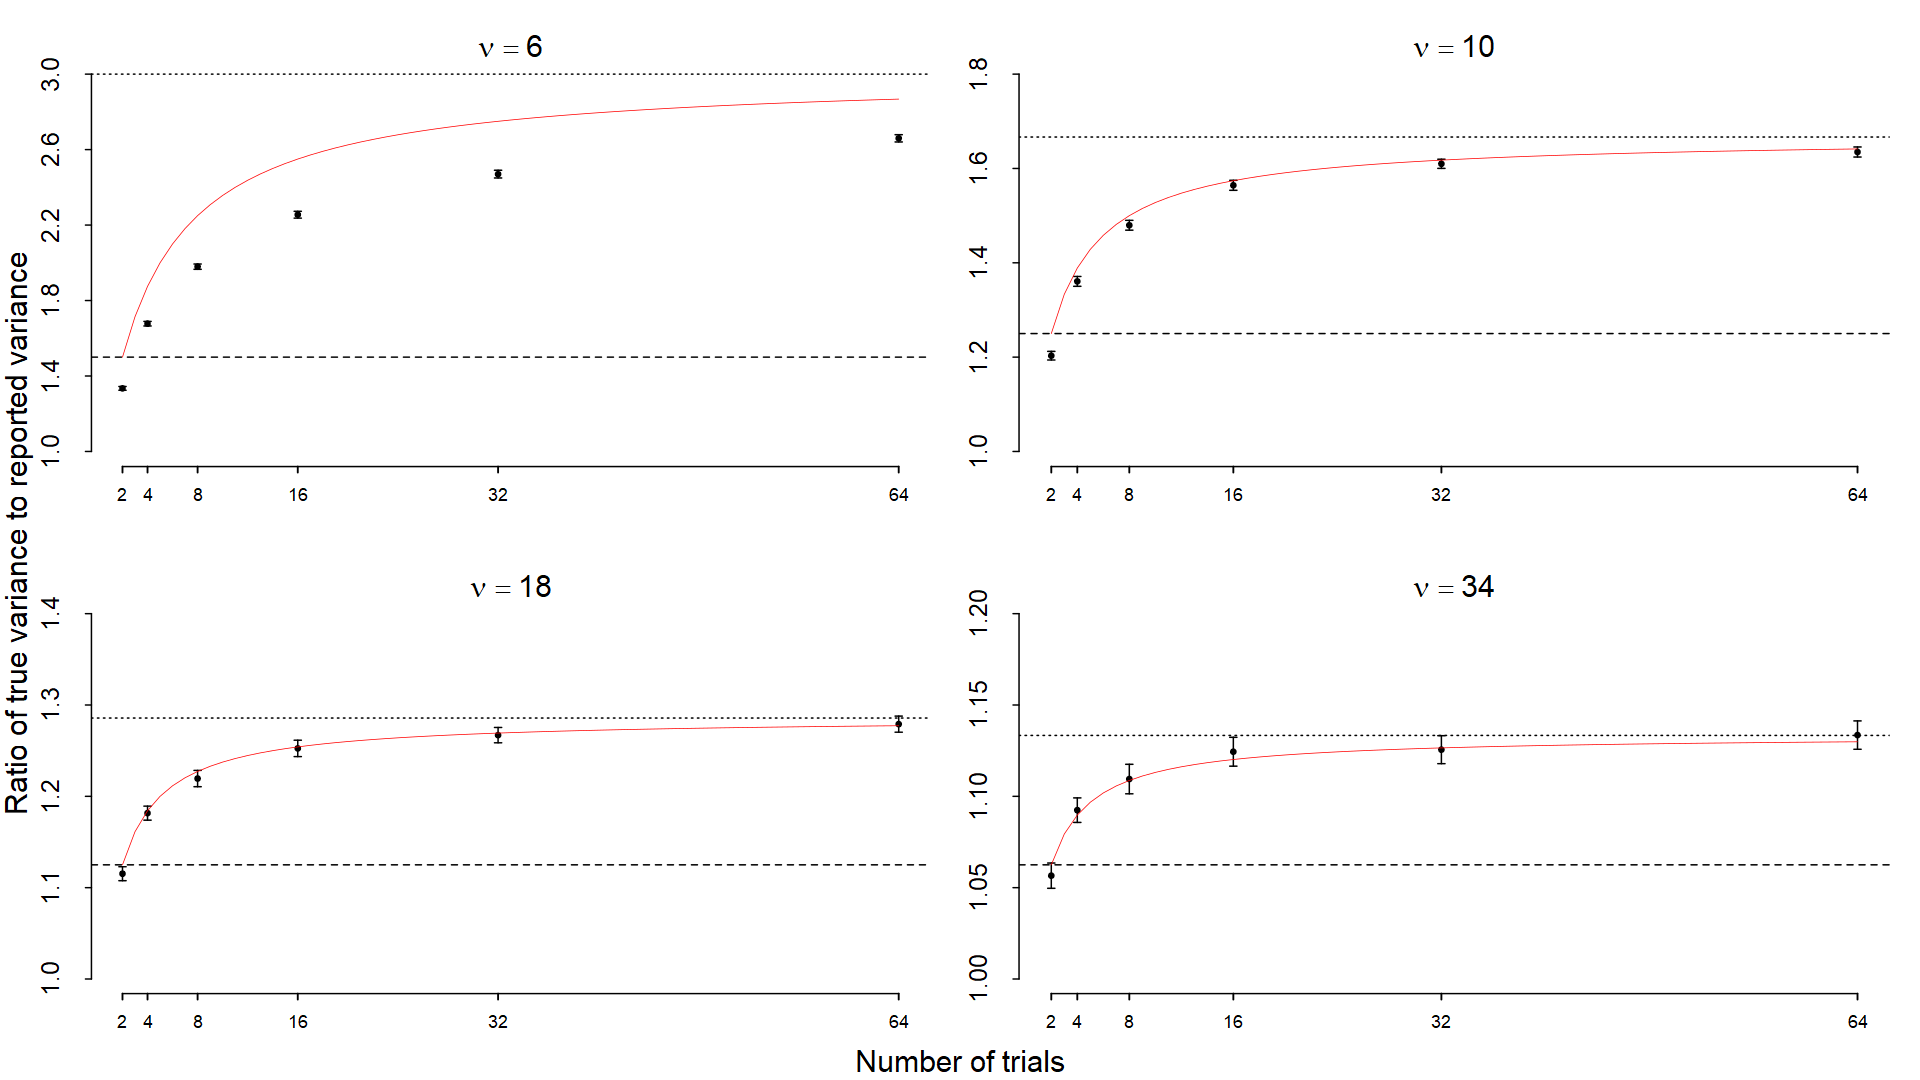 ν = 6
3.0
2.6
2.2
1.8
1.4
1.0
2 4 8 16 32 64
ν = 10
1.8
1.6
1.4
1.2
1.0
2 4 8 16 32 64
Ratio of true variance to reported variance
ν = 18
1.4
1.3
1.2
1.1
1.0
2 4 8 16 32 64
ν = 34
1.20
1.15
1.10
1.05
1.00
2 4 8 16 32 64
Number of trials